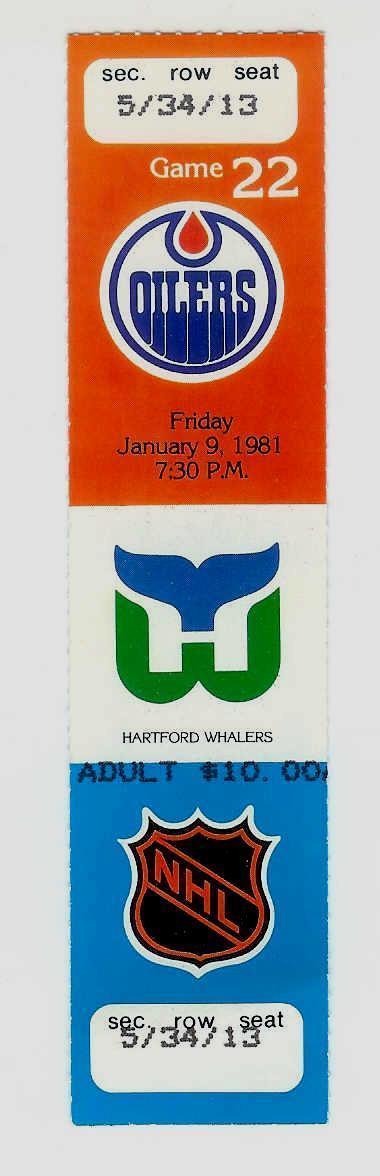 sec. row seat
5/34/13
Game 22
OILERS
Friday
January 9, 1981
7:30 P.M.
HARTFORD WHALERS
ADULT $10.00
NHL
sec. row seat
5/34/13